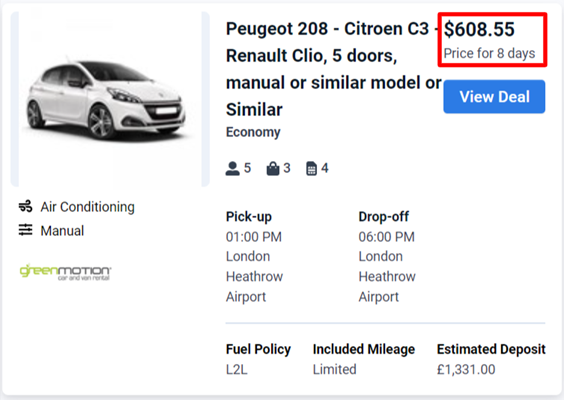 Peugeot 208 - Citroen C3 -
Renault Clio, 5 doors,
manual or similar model or
Similar
Economy
$608.55
Price for 8 days
View Deal
5 3 4
Air Conditioning
Manual
greenmotion
car and van rental
Pick-up
01:00 PM
London
Heathrow
Airport
Drop-off
06:00 PM
London
Heathrow
Airport
Fuel Policy
L2L
Included Mileage
Limited
Estimated Deposit
£1,331.00